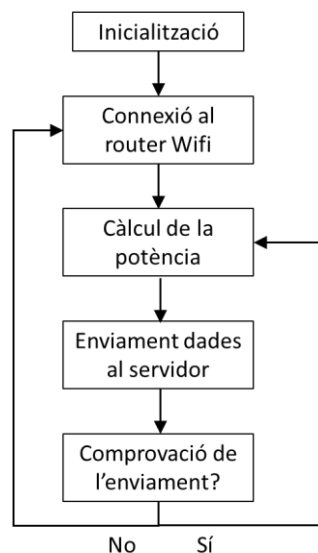 Inicialització
Connexió al
router Wifi
Càlcul de la
potència
Enviament dades
al servidor
Comprovació de
l'enviament?
No Sí